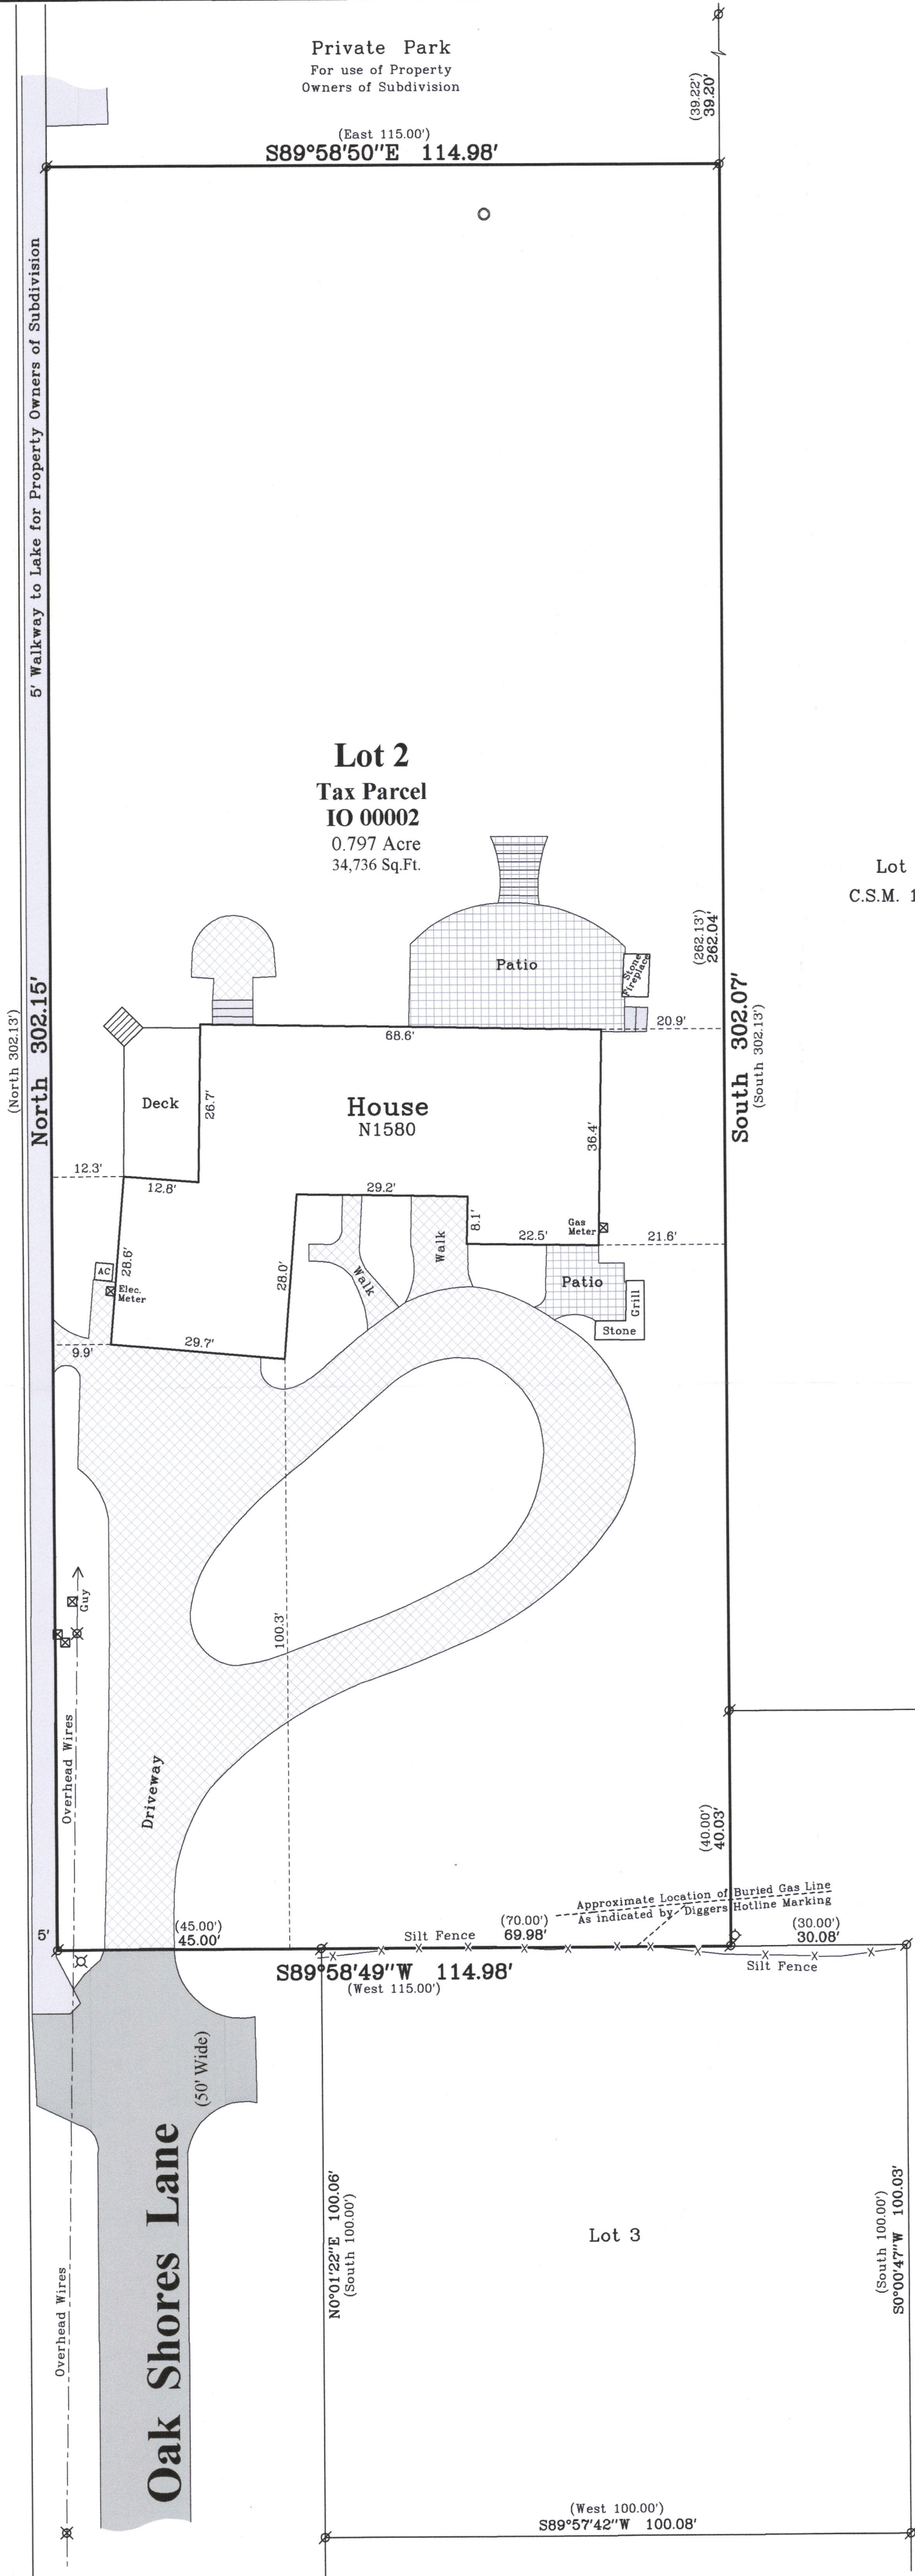 Private Park
For use of Property
Owners of Subdivision
(39.22')
39.20'
(East 115.00')
S89°58'50"E 114.98'
5' Walkway to Lake for Property Owners of Subdivision
Lot 2
Tax Parcel
IO 00002
0.797 Acre
34,736 Sq.Ft.
Lot
C.S.M. 1
(262.13')
262.04'
Patio
Stone
Fireplace
(North 302.13')
North 302.15'
South 302.07'
(South 302.13')
20.9'
68.6'
Deck
26.7'
House
N1580
36.4'
12.3'
12.8'
29.2'
8.1'
Gas
Meter
22.5'
21.6'
Walk
Walk
28.6'
28.0'
AC
Elec.
Meter
Patio
Grill
Stone
29.7'
9.9'
Guy
100.3'
Overhead Wires
Driveway
(40.00')
40.03'
Approximate Location of Buried Gas Line
As indicated by Diggers Hotline Marking
5'
(45.00')
45.00'
Silt Fence
(70.00')
69.98'
(30.00')
30.08'
Silt Fence
S89°58'49"W 114.98'
(West 115.00')
(50' Wide)
Oak Shores Lane
Overhead Wires
N0°01'22"E 100.06'
(South 100.00')
Lot 3
(South 100.00')
S0°00'47"W 100.03'
(West 100.00')
S89°57'42"W 100.08'